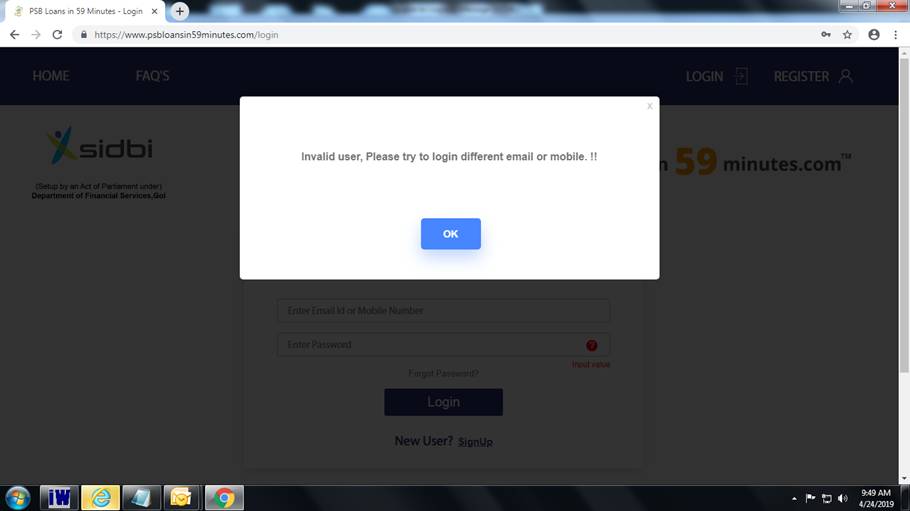 PSB Loans in 59 Minutes - Login
https://www.psbloansin59minutes.com/login
HOME FAQ'S LOGIN REGISTER
sidbi
(Setup by an Act of Parliament under)
Department of Financial Services,GoI
n 59 minutes.com™
x
Invalid user, Please try to login different email or mobile. !!
OK
Enter Email Id or Mobile Number
Enter Password
?
Input value
Forgot Password?
Login
New User? SignUp
iW
9:49 AM
4/24/2019